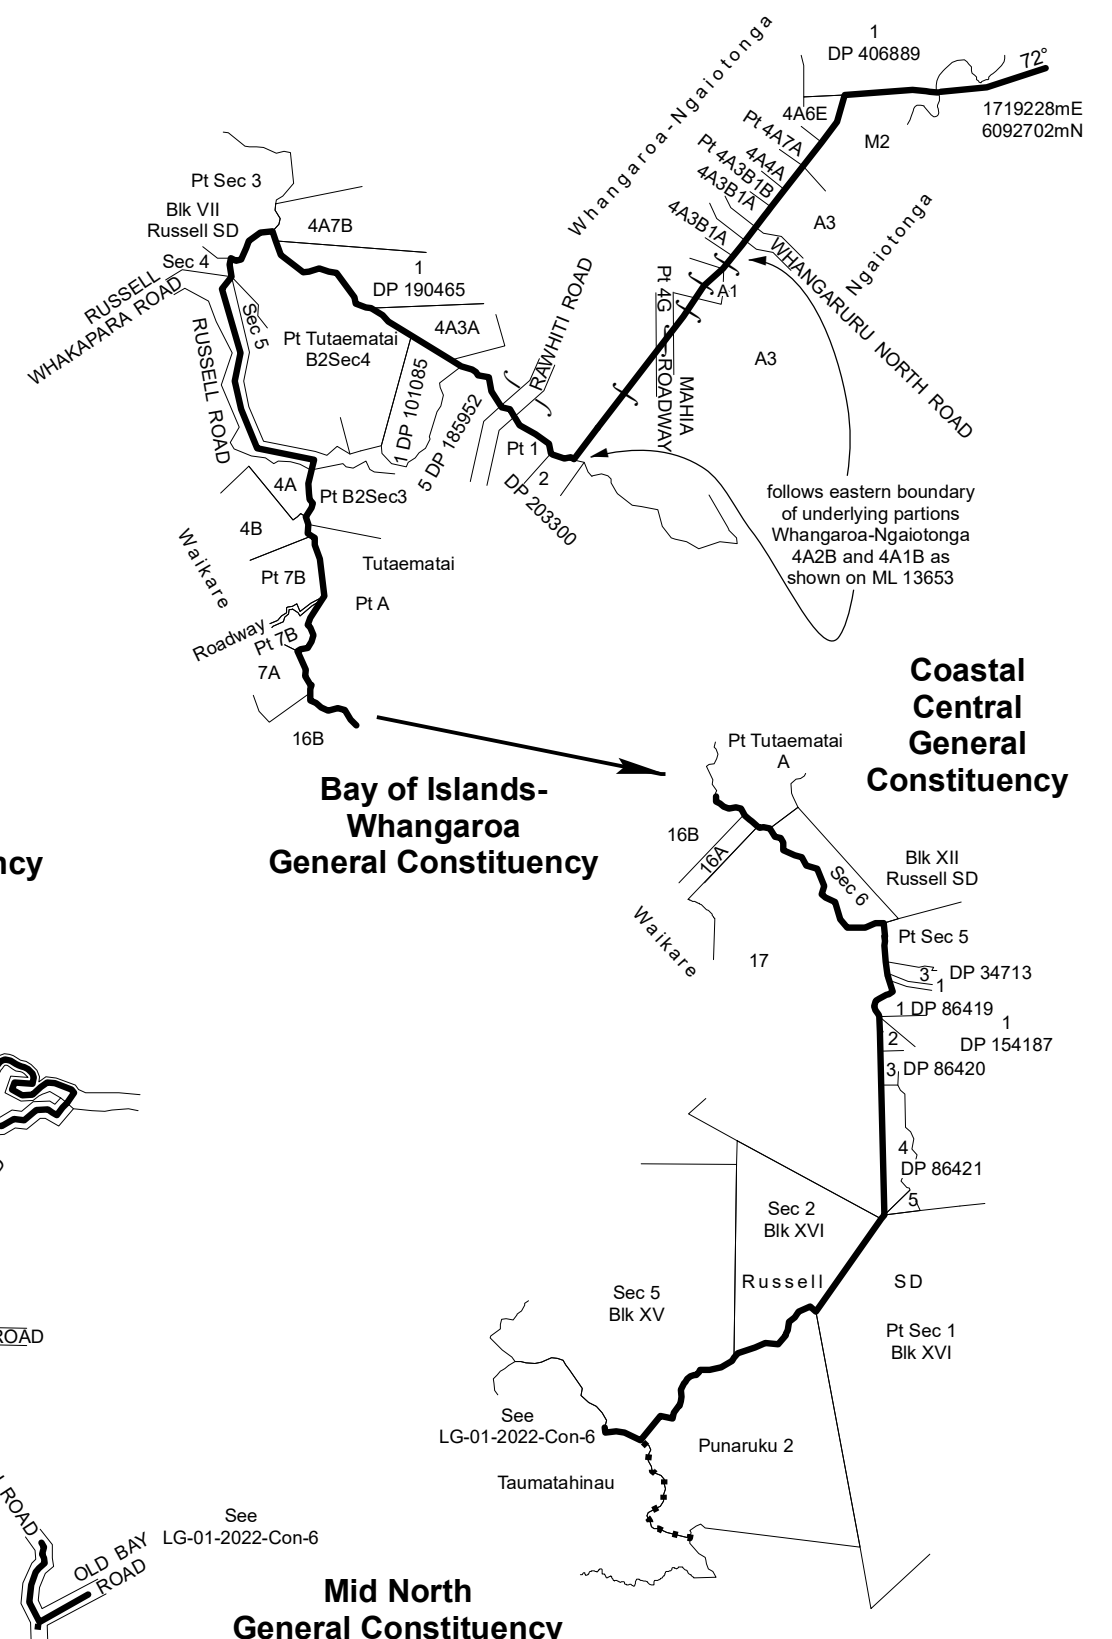 1
DP 406889
72°
1719228mE
6092702mN
4A6E
Pt 4A7A
M2
4A4A
Pt 4A3B1B
4A3B1A
4A3B1A
A3
Whangaroa-Ngaiotonga
Ngaiotonga
WHANGARURU NORTH ROAD
A1
Pt 4G
ROADWAY
MAHIA
A3
Pt Sec 3
Blk VII
Russell SD
4A7B
Sec 4
RUSSELL
WHAKAPARA ROAD
1
DP 190465
Sec 5
RUSSELL ROAD
Pt Tutaematai
B2Sec4
4A3A
RAWHITI ROAD
1 DP 101085
5 DP 185952
Pt 1
2
DP 203300
4A
Pt B2Sec3
4B
Waikare
Tutaematai
Pt 7B
Pt A
Roadway
Pt 7B
7A
16B
follows eastern boundary
of underlying partions
Whangaroa-Ngaiotonga
4A2B and 4A1B as
shown on ML 13653
Coastal
Central
General
Constituency
Bay of Islands-
Whangaroa
General Constituency
ncy
Pt Tutaematai
A
16B
16A
Sec 6
Blk XII
Russell SD
Waikare
17
Pt Sec 5
3
DP 34713
1
1 DP 86419
1
DP 154187
2
3 DP 86420
4
DP 86421
5
Sec 2
Blk XVI
Russell SD
Sec 5
Blk XV
Pt Sec 1
Blk XVI
See
LG-01-2022-Con-6
Punaruku 2
Taumatahinau
ROAD
ROAD
OLD BAY
ROAD
See
LG-01-2022-Con-6
Mid North
General Constituency